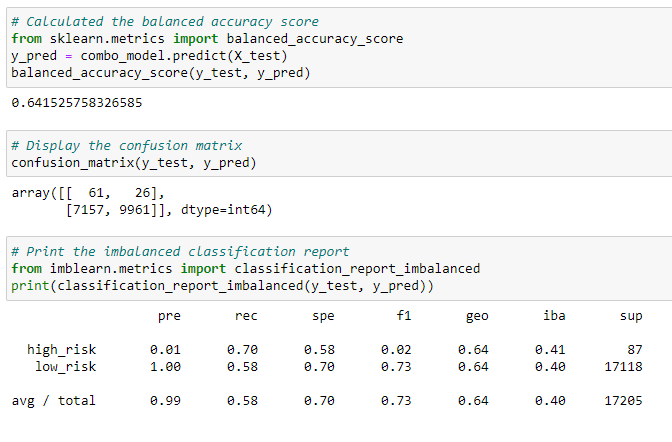 # Calculated the balanced accuracy score
from sklearn.metrics import balanced_accuracy_score
y_pred = combo_model.predict(X_test)
balanced_accuracy_score(y_test, y_pred)
0.641525758326585
# Display the confusion matrix
confusion_matrix(y_test, y_pred)
array([[  61,   26],
       [7157, 9961]], dtype=int64)
# Print the imbalanced classification report
from imblearn.metrics import classification_report_imbalanced
print(classification_report_imbalanced(y_test, y_pred))
pre rec spe f1 geo iba sup
high_risk 0.01 0.70 0.58 0.02 0.64 0.41 87
low_risk 1.00 0.58 0.70 0.73 0.64 0.40 17118
avg / total 0.99 0.58 0.70 0.73 0.64 0.40 17205